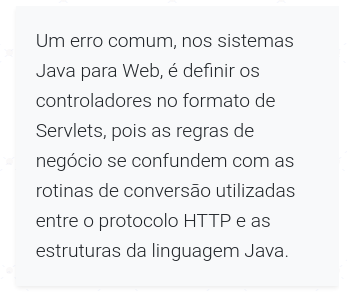 Um erro comum, nos sistemas
Java para Web, é definir os
controladores no formato de
Servlets, pois as regras de
negócio se confundem com as
rotinas de conversão utilizadas
entre o protocolo HTTP e as
estruturas da linguagem Java.